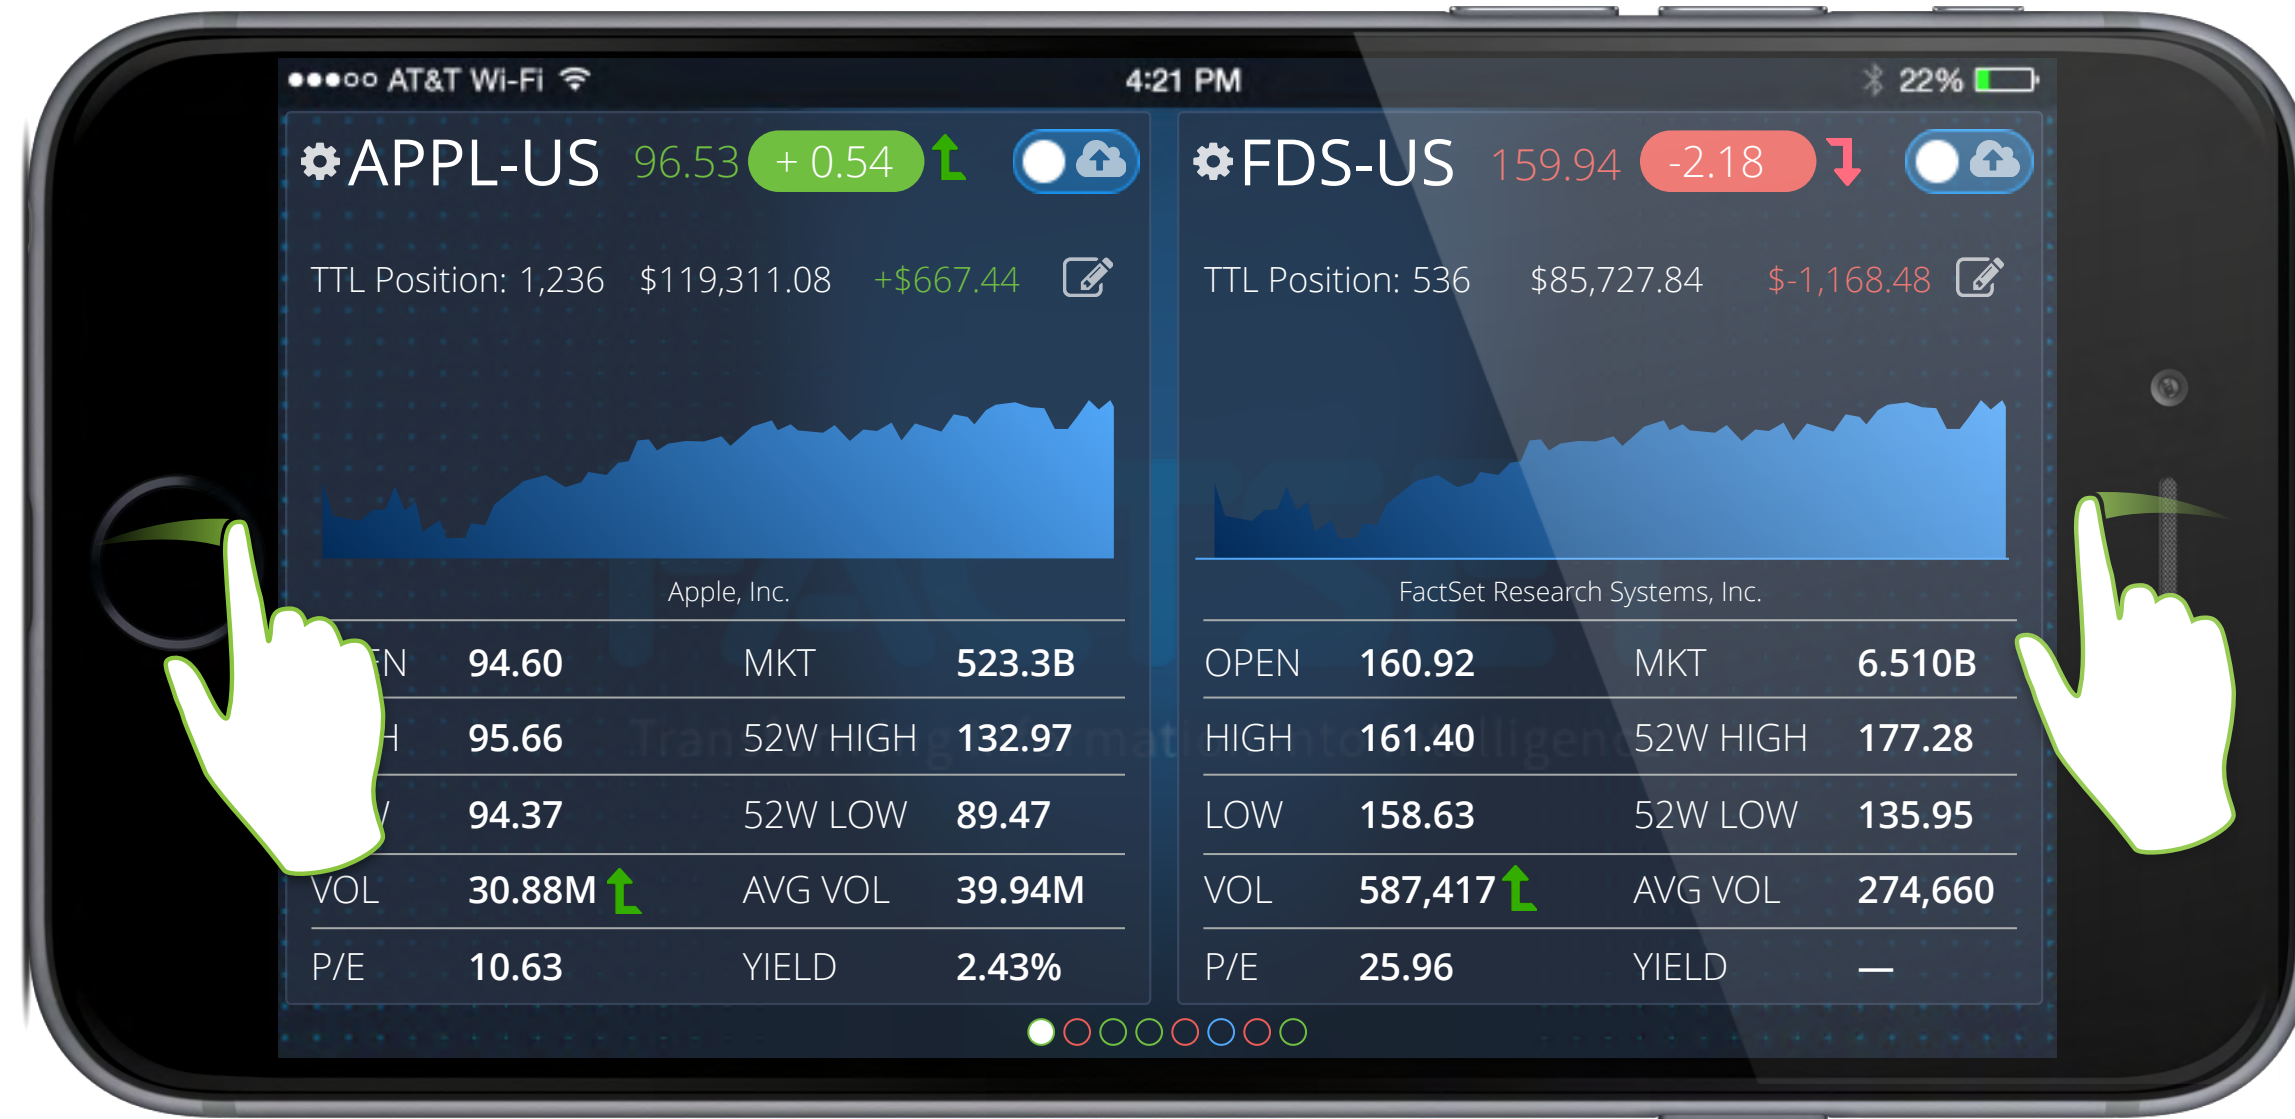 AT&T Wi-Fi 4:21 PM 22%
APPL-US 96.53 + 0.54
TTL Position: 1,236 $119,311.08 +$667.44
Apple, Inc.
94.60 MKT 523.3B
95.66 52W HIGH 132.97
94.37 52W LOW 89.47
VOL 30.88M AVG VOL 39.94M
P/E 10.63 YIELD 2.43%
FDS-US 159.94 -2.18
TTL Position: 536 $85,727.84 $-1,168.48
FactSet Research Systems, Inc.
OPEN 160.92 MKT 6.510B
HIGH 161.40 52W HIGH 177.28
LOW 158.63 52W LOW 135.95
VOL 587,417 AVG VOL 274,660
P/E 25.96 YIELD —
FACTSET